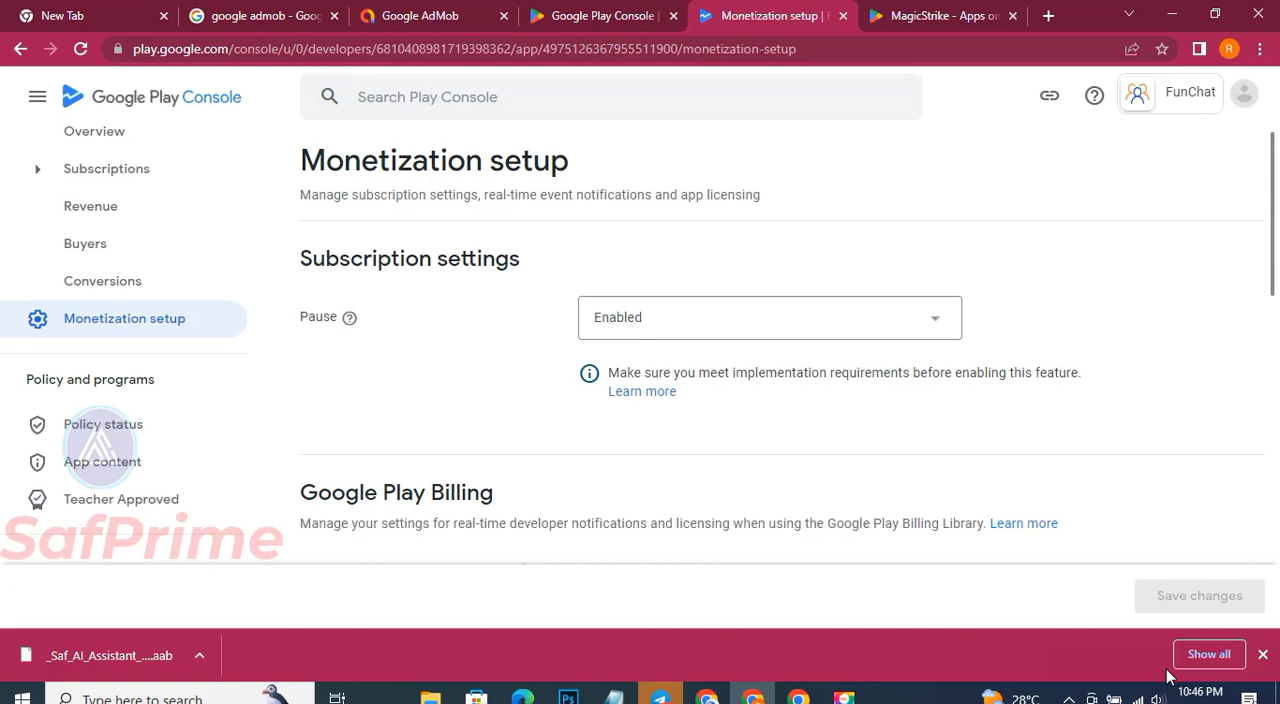 New Tab
google admob - Goog
Google AdMob
Google Play Console |
Monetization setup | F
MagicStrike - Apps on
play.google.com/console/u/0/developers/6810408981719398362/app/4975126367955511900/monetization-setup
R
Google Play Console
Search Play Console
FunChat
Overview
Subscriptions
Revenue
Buyers
Conversions
Monetization setup
Policy and programs
Policy status
App content
Teacher Approved
SafPrime
Monetization setup
Manage subscription settings, real-time event notifications and app licensing
Subscription settings
Pause
Enabled
Make sure you meet implementation requirements before enabling this feature.
Learn more
Google Play Billing
Manage your settings for real-time developer notifications and licensing when using the Google Play Billing Library. Learn more
Save changes
_Saf_AI_Assistant_....aab
Show all
Type here to search
Ps
28°C
10:46 PM